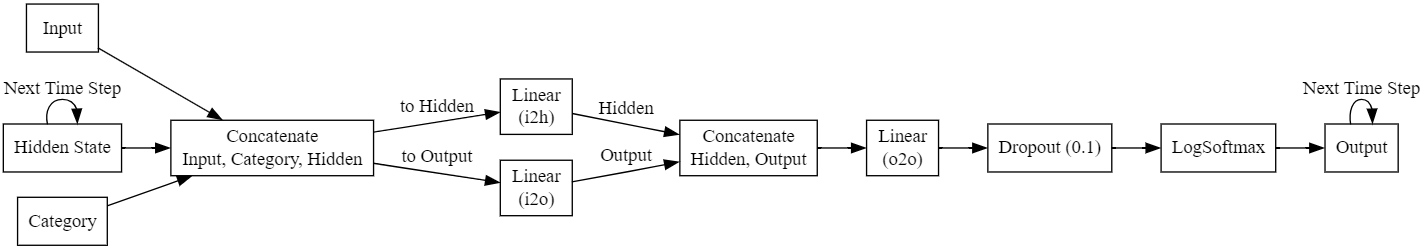 Input
Next Time Step
Hidden State
Category
Concatenate
Input, Category, Hidden
to Hidden
to Output
Linear
(i2h)
Linear
(i2o)
Hidden
Output
Concatenate
Hidden, Output
Linear
(o2o)
Dropout (0.1)
LogSoftmax
Next Time Step
Output